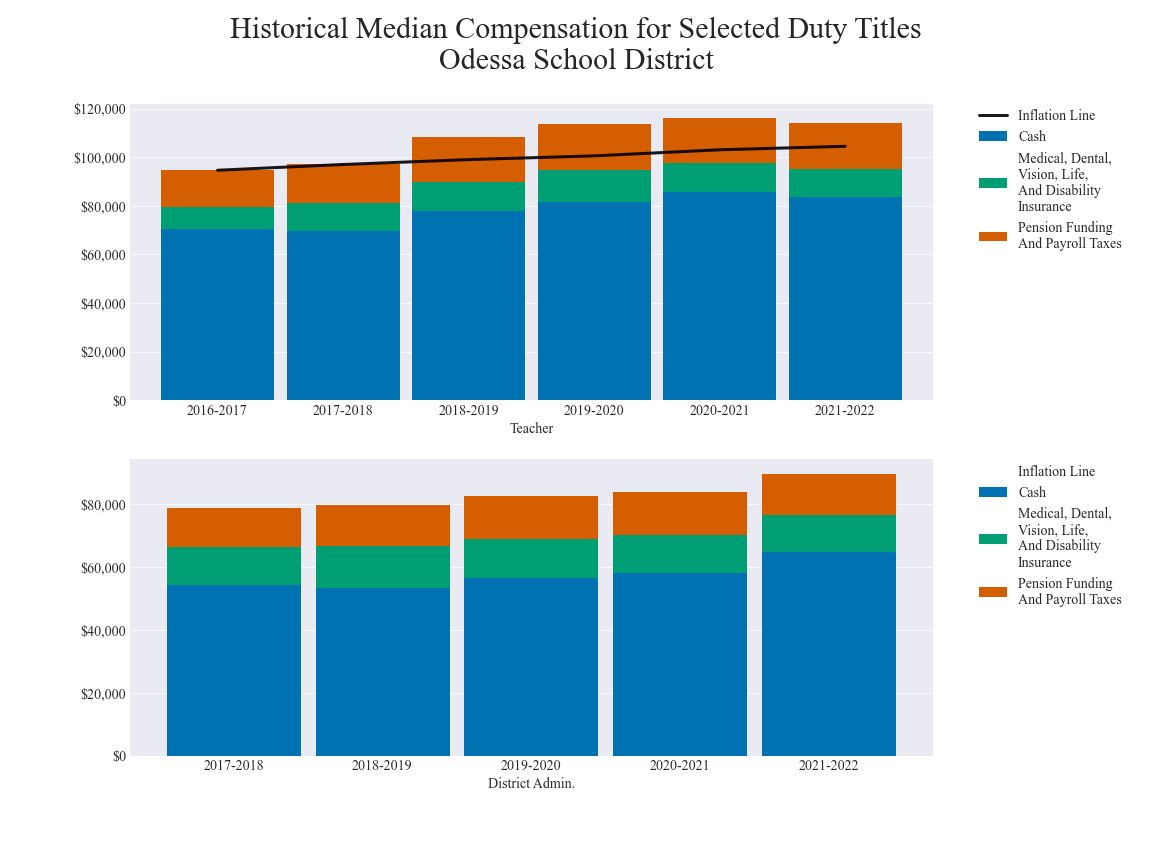 Historical Median Compensation for Selected Duty Titles
Odessa School District
$120,000
$100,000
$80,000
$60,000
$40,000
$20,000
$0
2016-2017
2017-2018
2018-2019
2019-2020
2020-2021
2021-2022
Teacher
Inflation Line
Cash
Medical, Dental,
Vision, Life,
And Disability
Insurance
Pension Funding
And Payroll Taxes
$80,000
$60,000
$40,000
$20,000
$0
2017-2018
2018-2019
2019-2020
2020-2021
2021-2022
District Admin.
Inflation Line
Cash
Medical, Dental,
Vision, Life,
And Disability
Insurance
Pension Funding
And Payroll Taxes